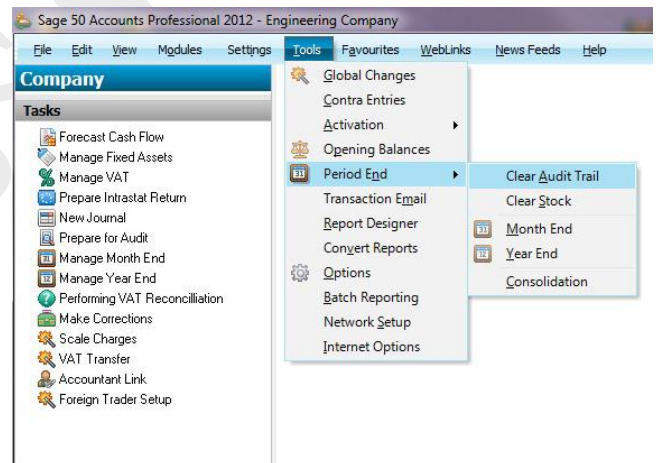 Sage 50 Accounts Professional 2012 - Engineering Company
File Edit View Modules Settings Tools Favourites WebLinks News Feeds Help
Company
Tasks
Forecast Cash Flow
Manage Fixed Assets
Manage VAT
Prepare Intrastat Return
New Journal
Prepare for Audit
Manage Month End
Manage Year End
Performing VAT Reconcilliation
Make Corrections
Scale Charges
VAT Transfer
Accountant Link
Foreign Trader Setup
Global Changes
Contra Entries
Activation
Opening Balances
Period End
Transaction Email
Report Designer
Convert Reports
Options
Batch Reporting
Network Setup
Internet Options
Clear Audit Trail
Clear Stock
31 Month End
12 Year End
Consolidation